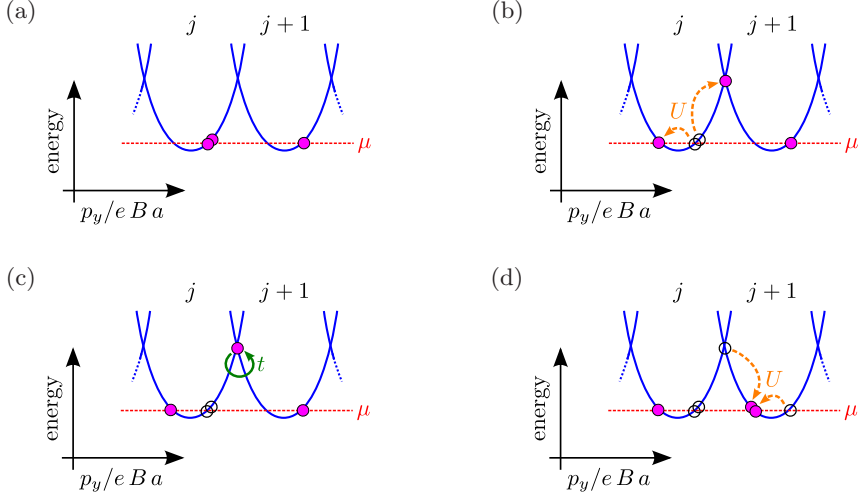 (a)
j j + 1
energy
μ
p_y/e B a
(b)
j j + 1
U
energy
μ
p_y/e B a
(c)
j j + 1
t
energy
μ
p_y/e B a
(d)
j j + 1
U
energy
μ
p_y/e B a